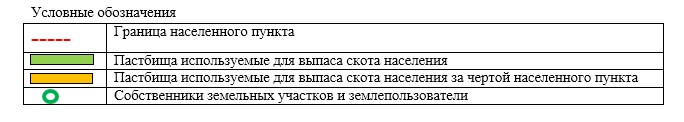 Условные обозначения
Граница населенного пункта
Пастбища используемые для выпаса скота населения
Пастбища используемые для выпаса скота населения за чертой населенного пункта
Собственники земельных участков и землепользователи